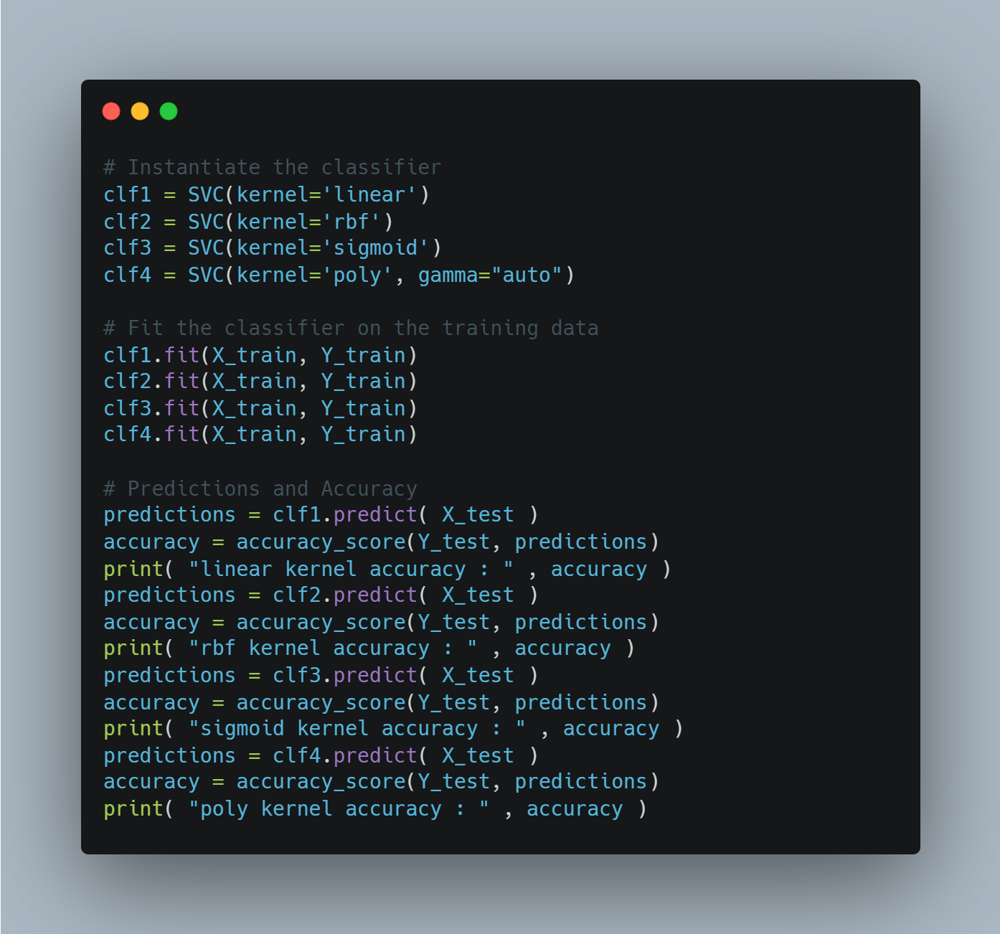 # Instantiate the classifier
clf1 = SVC(kernel='linear')
clf2 = SVC(kernel='rbf')
clf3 = SVC(kernel='sigmoid')
clf4 = SVC(kernel='poly', gamma="auto")
# Fit the classifier on the training data
clf1.fit(X_train, Y_train)
clf2.fit(X_train, Y_train)
clf3.fit(X_train, Y_train)
clf4.fit(X_train, Y_train)
# Predictions and Accuracy
predictions = clf1.predict( X_test )
accuracy = accuracy_score(Y_test, predictions)
print( "linear kernel accuracy : " , accuracy )
predictions = clf2.predict( X_test )
accuracy = accuracy_score(Y_test, predictions)
print( "rbf kernel accuracy : " , accuracy )
predictions = clf3.predict( X_test )
accuracy = accuracy_score(Y_test, predictions)
print( "sigmoid kernel accuracy : " , accuracy )
predictions = clf4.predict( X_test )
accuracy = accuracy_score(Y_test, predictions)
print( "poly kernel accuracy : " , accuracy )